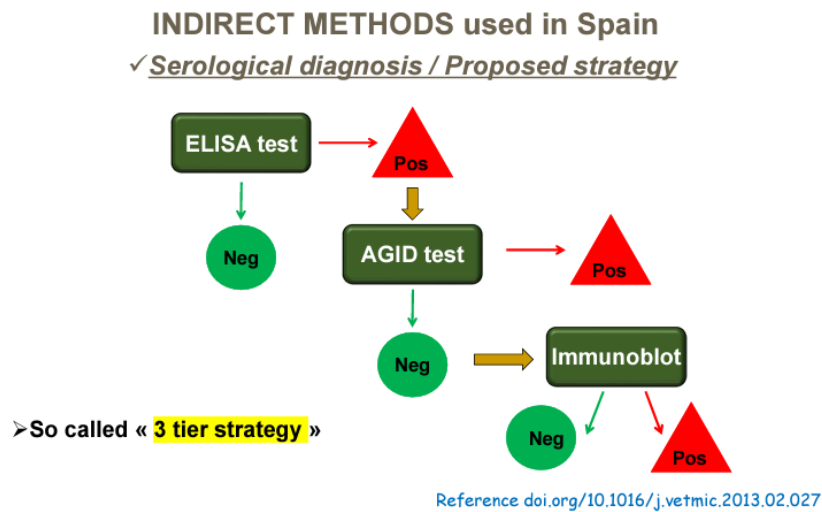 INDIRECT METHODS used in Spain
✓Serological diagnosis / Proposed strategy
ELISA test
Pos
Neg
AGID test
Pos
Neg
Immunoblot
➢So called « 3 tier strategy »
Neg
Pos
Reference doi.org/10.1016/j.vetmic.2013.02.027